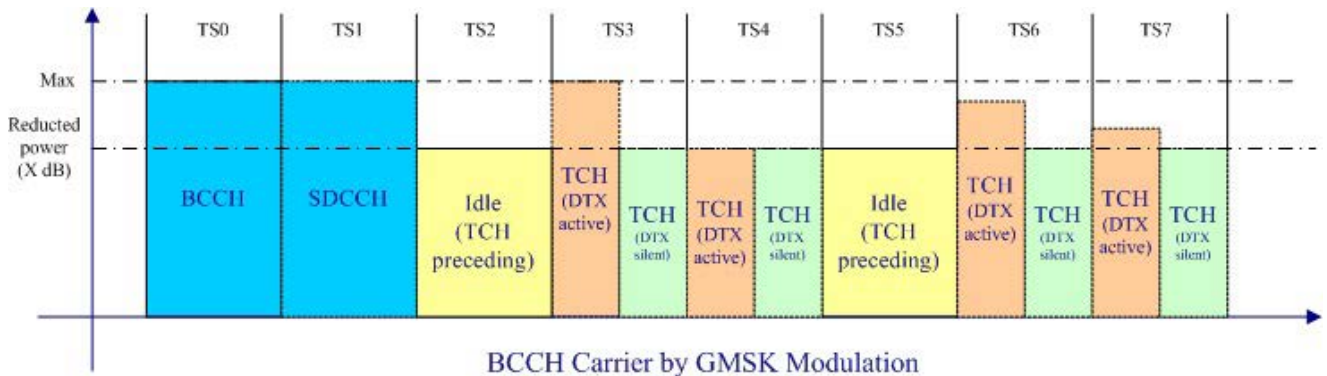 TS0 TS1 TS2 TS3 TS4 TS5 TS6 TS7
Max
Reducted
power
(X dB)
BCCH
SDCCH
Idle
(TCH
preceding)
TCH
(DTX
active)
TCH
(DTX
silent)
TCH
(DTX
active)
TCH
(DTX
silent)
Idle
(TCH
preceding)
TCH
(DTX
active)
TCH
(DTX
silent)
TCH
(DTX
active)
TCH
(DTX
silent)
BCCH Carrier by GMSK Modulation